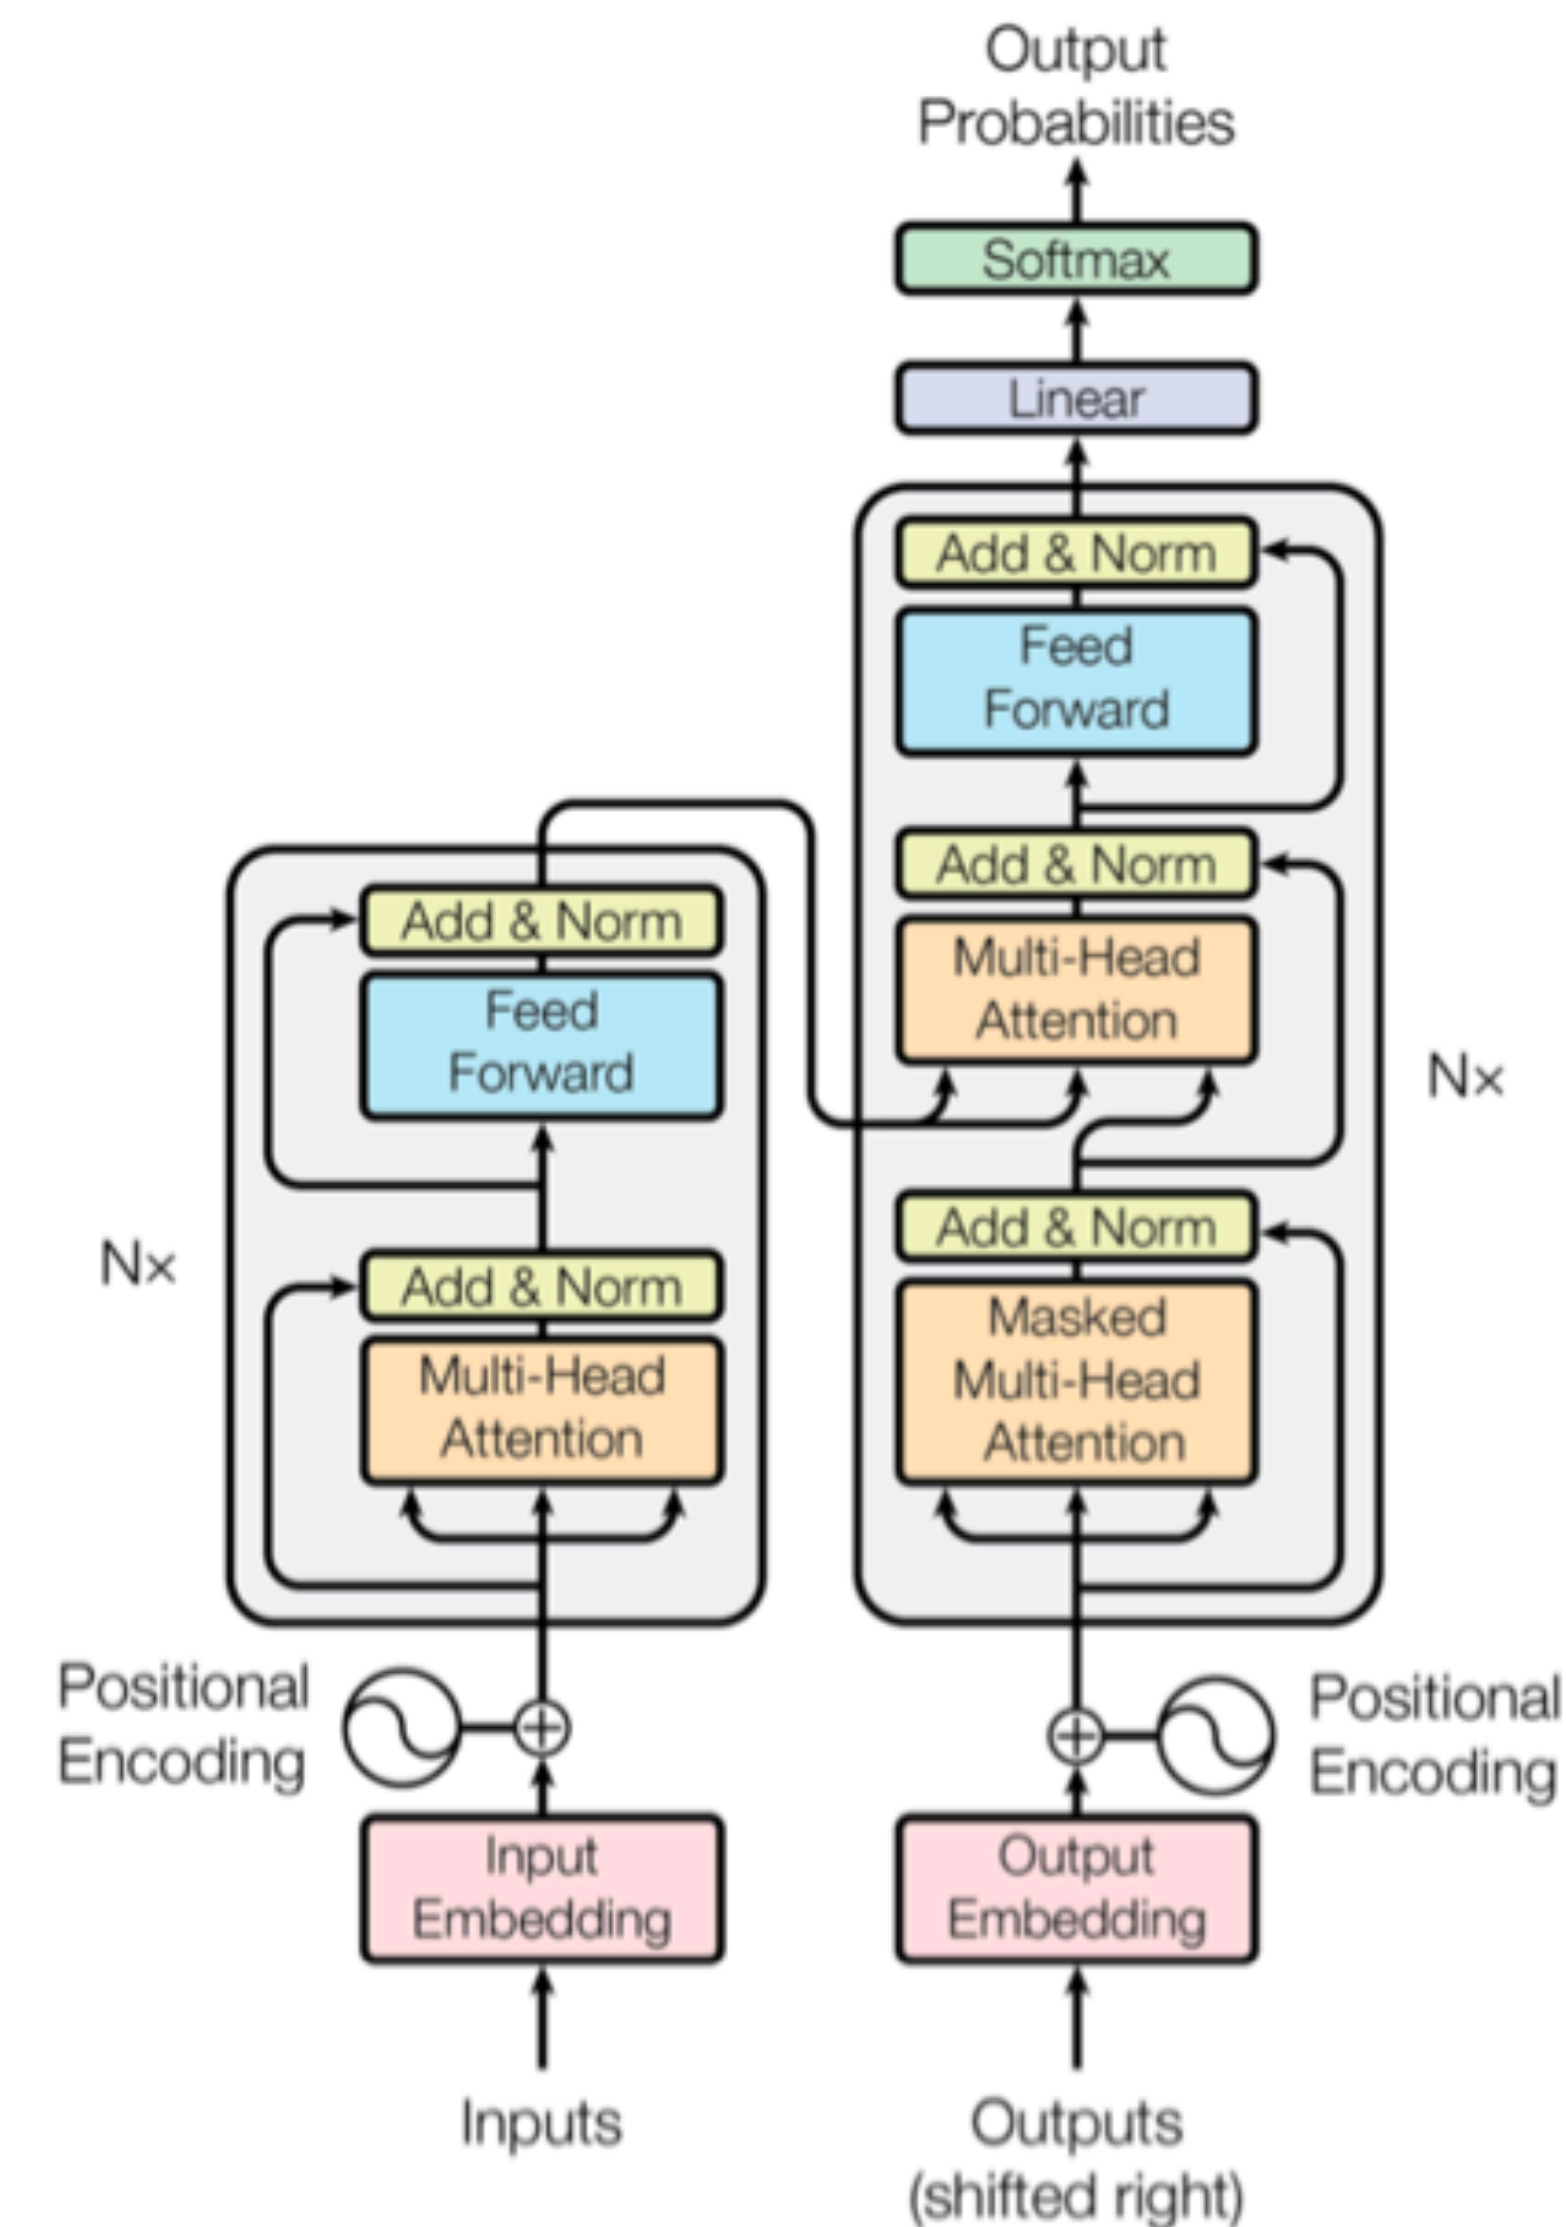 Output
Probabilities
Softmax
Linear
Add & Norm
Feed
Forward
Add & Norm
Multi-Head
Attention
Add & Norm
Masked
Multi-Head
Attention
N×
Add & Norm
Feed
Forward
Add & Norm
Multi-Head
Attention
N×
Positional
Encoding
Positional
Encoding
Input
Embedding
Output
Embedding
Inputs
Outputs
(shifted right)